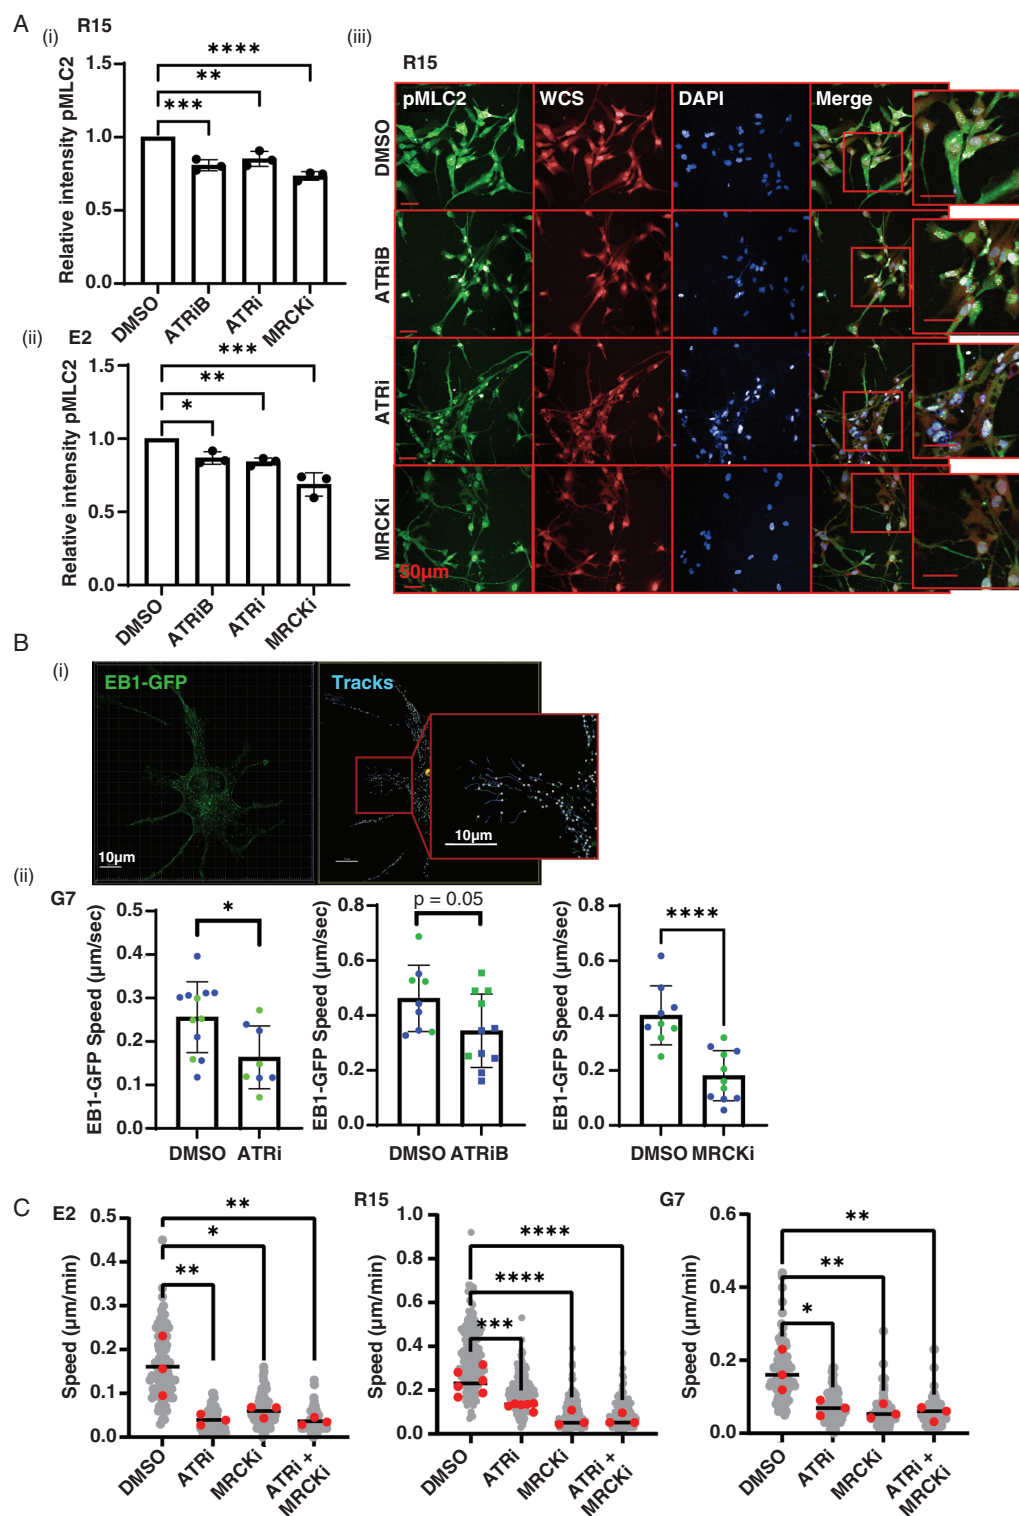 A
R15
(i)
Relative intensity pMLC2
1.5
1.0
0.5
0.0
****
**
***
DMSO
ATRiB
ATRi
MRCKi
(ii)
E2
Relative intensity pMLC2
1.5
1.0
0.5
0.0
***
**
*
DMSO
ATRiB
ATRi
MRCKi
(iii)
R15
pMLC2
WCS
DAPI
Merge
DMSO
ATRiB
ATRi
MRCKi
50µm
B
(i)
EB1-GFP
Tracks
10µm
10µm
(ii)
G7
EB1-GFP Speed (µm/sec)
0.5
0.4
0.3
0.2
0.1
0.0
*
DMSO ATRi
EB1-GFP Speed (µm/sec)
0.8
0.6
0.4
0.2
0.0
p = 0.05
DMSO ATRiB
EB1-GFP Speed (µm/sec)
0.8
0.6
0.4
0.2
0.0
****
DMSO MRCKi
C
E2
Speed (µm/min)
0.5
0.4
0.3
0.2
0.1
0.0
**
*
**
DMSO
ATRi
MRCKi
ATRi +
MRCKi
R15
Speed (µm/min)
1.0
0.8
0.6
0.4
0.2
0.0
****
****
***
DMSO
ATRi
MRCKi
ATRi +
MRCKi
G7
Speed (µm/min)
0.6
0.4
0.2
0.0
**
**
*
DMSO
ATRi
MRCKi
ATRi +
MRCKi